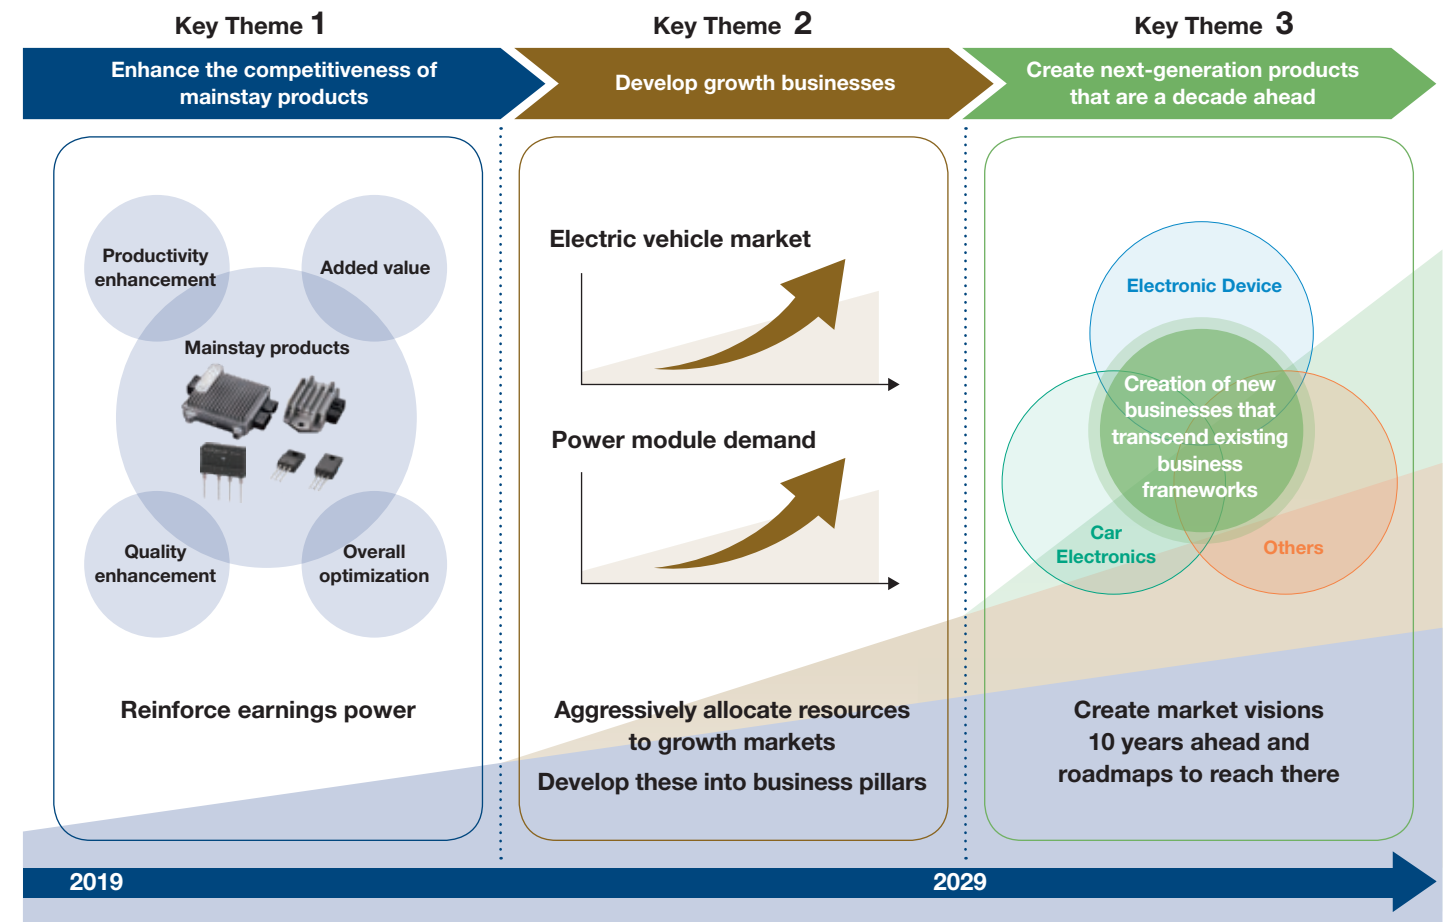 Key Theme 1
Enhance the competitiveness of
mainstay products
Key Theme 2
Develop growth businesses
Key Theme 3
Create next-generation products
that are a decade ahead
Productivity
enhancement
Added value
Mainstay products
Quality
enhancement
Overall
optimization
Reinforce earnings power
Electric vehicle market
Power module demand
Aggressively allocate resources
to growth markets
Develop these into business pillars
Electronic Device
Creation of new
businesses that
transcend existing
business
frameworks
Car
Electronics
Others
Create market visions
10 years ahead and
roadmaps to reach there
2019
2029